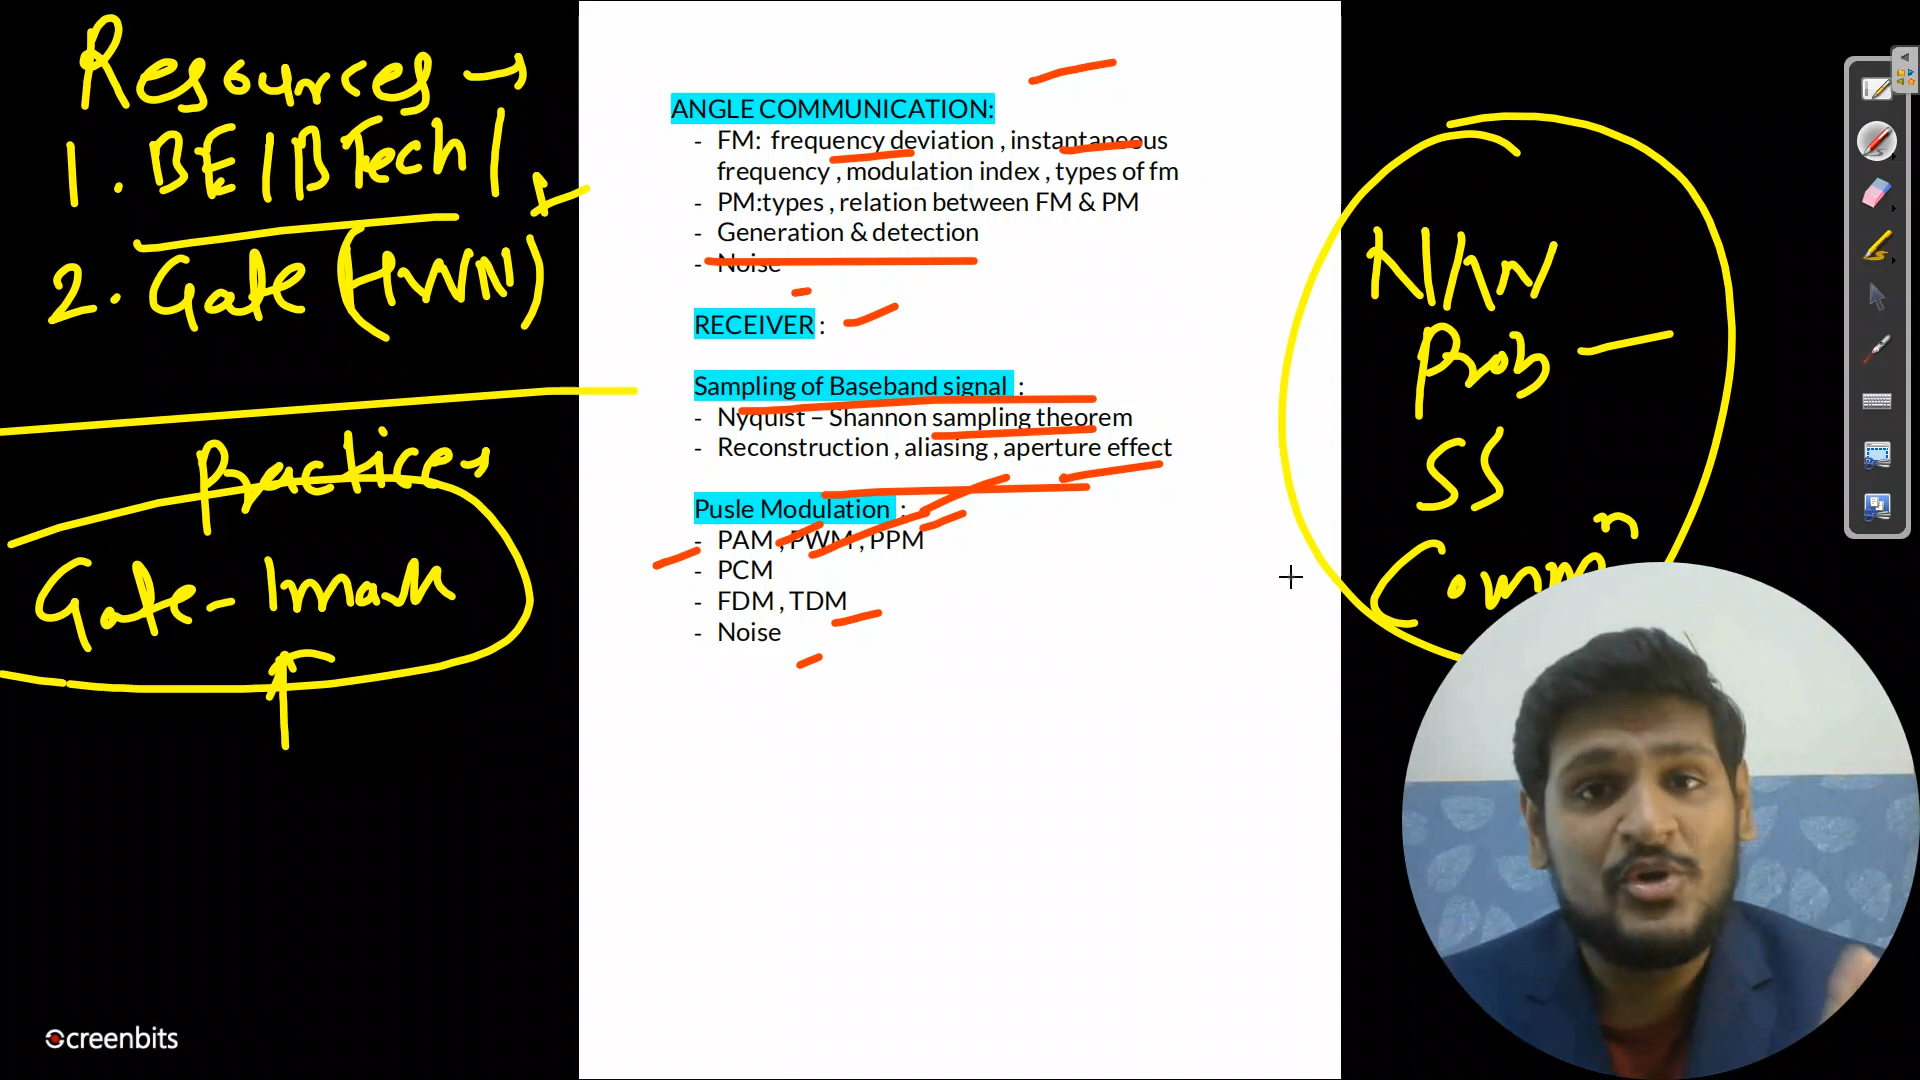 Resources →
1. BE/BTech/
2. Gate (HWN)
Practice
Gate - 1mark
ANGLE COMMUNICATION:
- FM: frequency deviation , instantaneous
frequency , modulation index , types of fm
- PM:types , relation between FM & PM
- Generation & detection
- Noise
RECEIVER :
Sampling of Baseband signal :
- Nyquist – Shannon sampling theorem
- Reconstruction , aliasing , aperture effect
Pusle Modulation :
- PAM , PWM , PPM
- PCM
- FDM , TDM
- Noise
N/W
Prob —
SS
Commⁿ
Screenbits